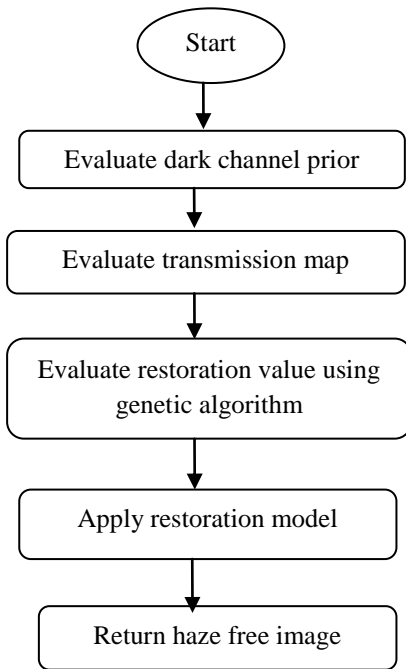 Start
Evaluate dark channel prior
Evaluate transmission map
Evaluate restoration value using
genetic algorithm
Apply restoration model
Return haze free image